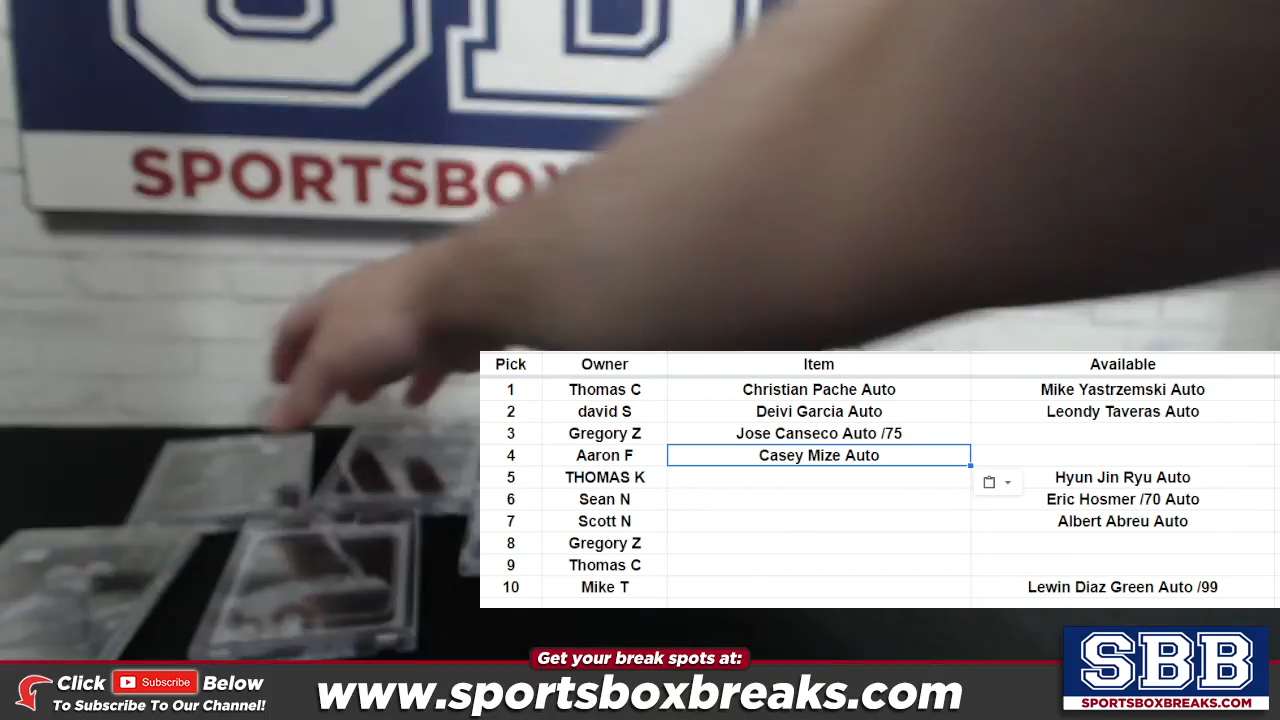 SPORTSBOX
Pick Owner Item Available
1 Thomas C Christian Pache Auto Mike Yastrzemski Auto
2 david S Deivi Garcia Auto Leondy Taveras Auto
3 Gregory Z Jose Canseco Auto /75
4 Aaron F Casey Mize Auto
5 THOMAS K Hyun Jin Ryu Auto
6 Sean N Eric Hosmer /70 Auto
7 Scott N Albert Abreu Auto
8 Gregory Z
9 Thomas C
10 Mike T Lewin Diaz Green Auto /99
Get your break spots at:
Click Subscribe Below
To Subscribe To Our Channel!
www.sportsboxbreaks.com
SBB
SPORTSBOXBREAKS.COM